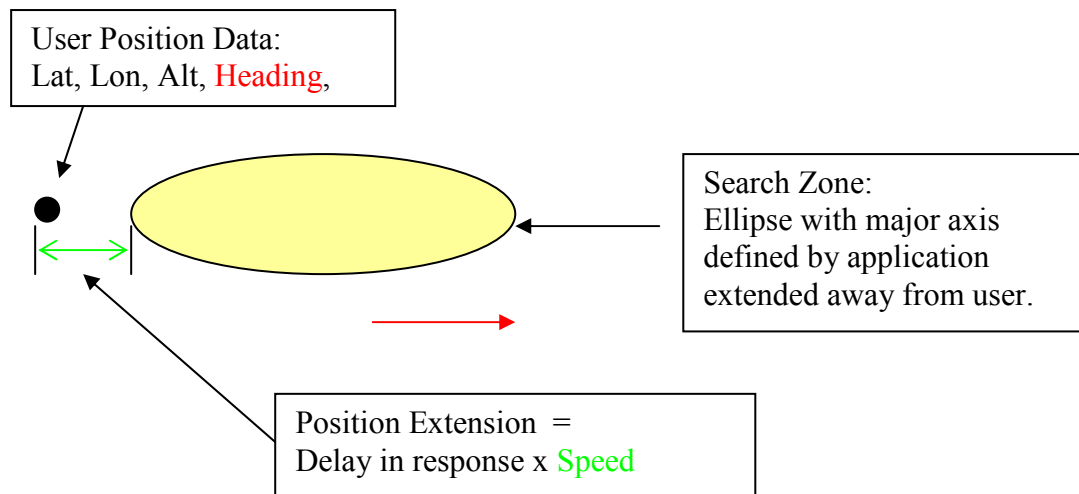 User Position Data:
Lat, Lon, Alt, Heading,
Search Zone:
Ellipse with major axis
defined by application
extended away from user.
Position Extension =
Delay in response x Speed